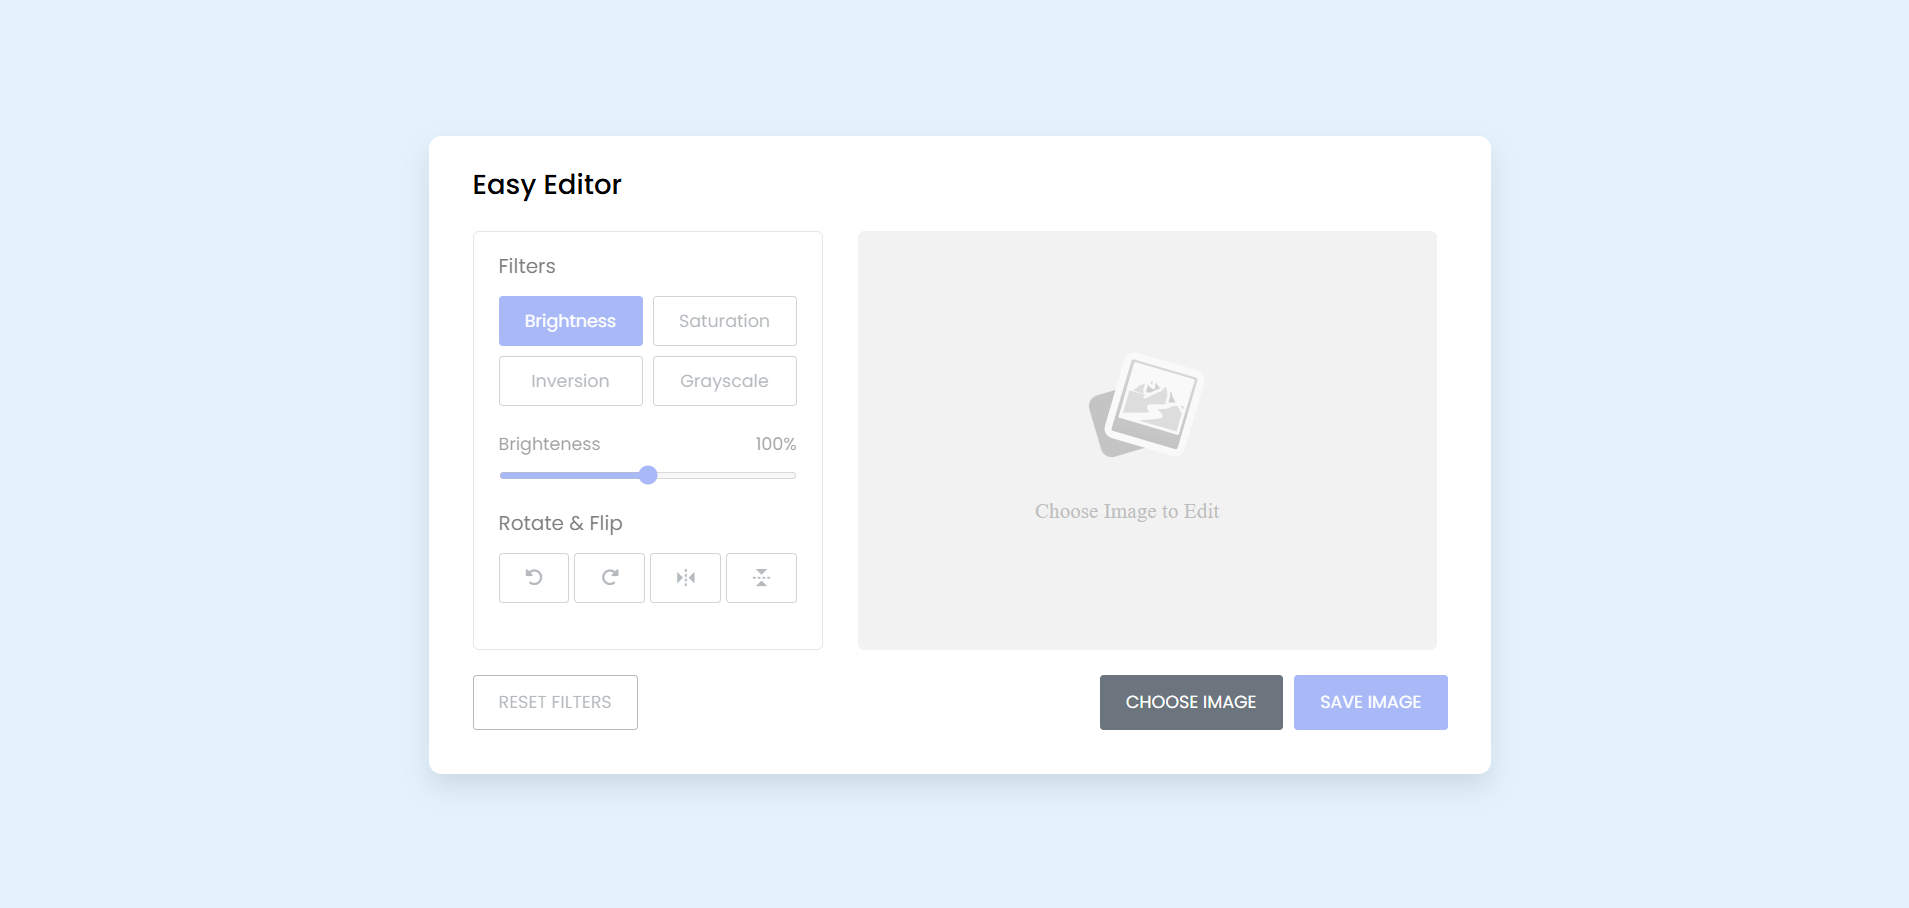 Easy Editor
Filters
Brightness
Saturation
Inversion
Grayscale
Brighteness
100%
Rotate & Flip
Choose Image to Edit
RESET FILTERS
CHOOSE IMAGE
SAVE IMAGE